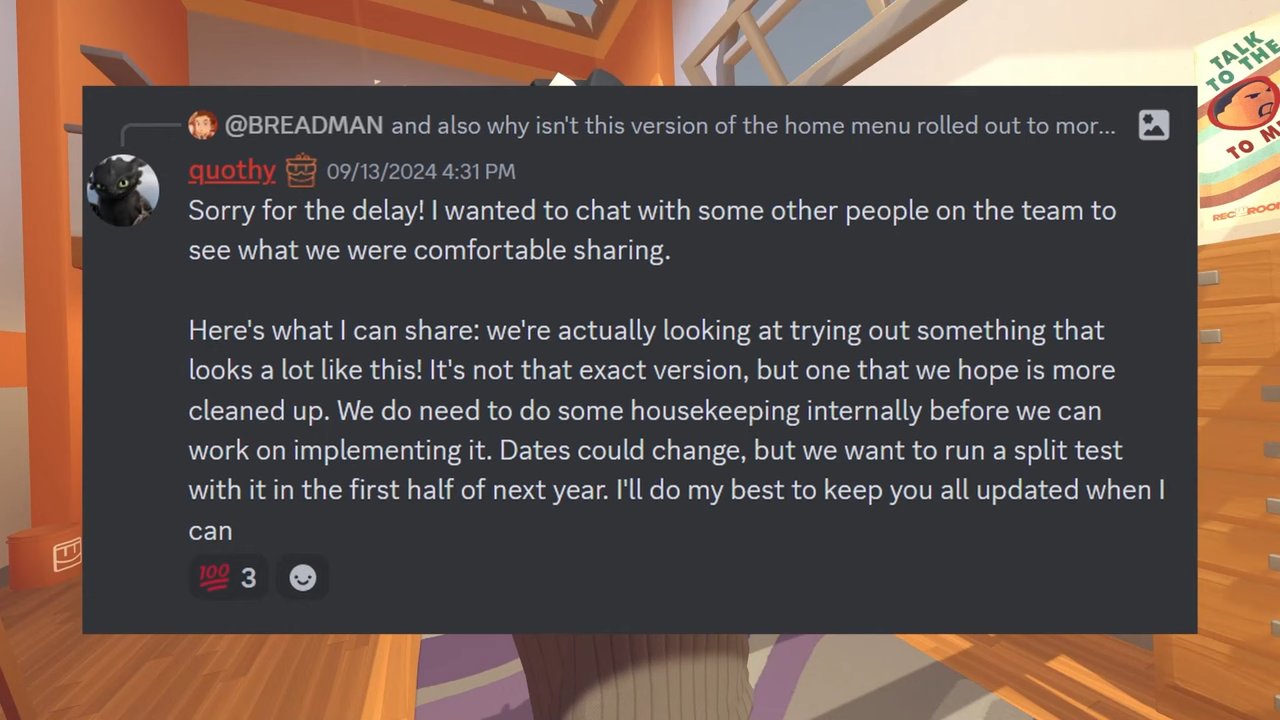 TALK
TO THE
TO M
REC ROOM
@BREADMAN and also why isn't this version of the home menu rolled out to mor...
quothy 09/13/2024 4:31 PM
Sorry for the delay! I wanted to chat with some other people on the team to
see what we were comfortable sharing.
Here's what I can share: we're actually looking at trying out something that
looks a lot like this! It's not that exact version, but one that we hope is more
cleaned up. We do need to do some housekeeping internally before we can
work on implementing it. Dates could change, but we want to run a split test
with it in the first half of next year. I'll do my best to keep you all updated when I
can
100 3